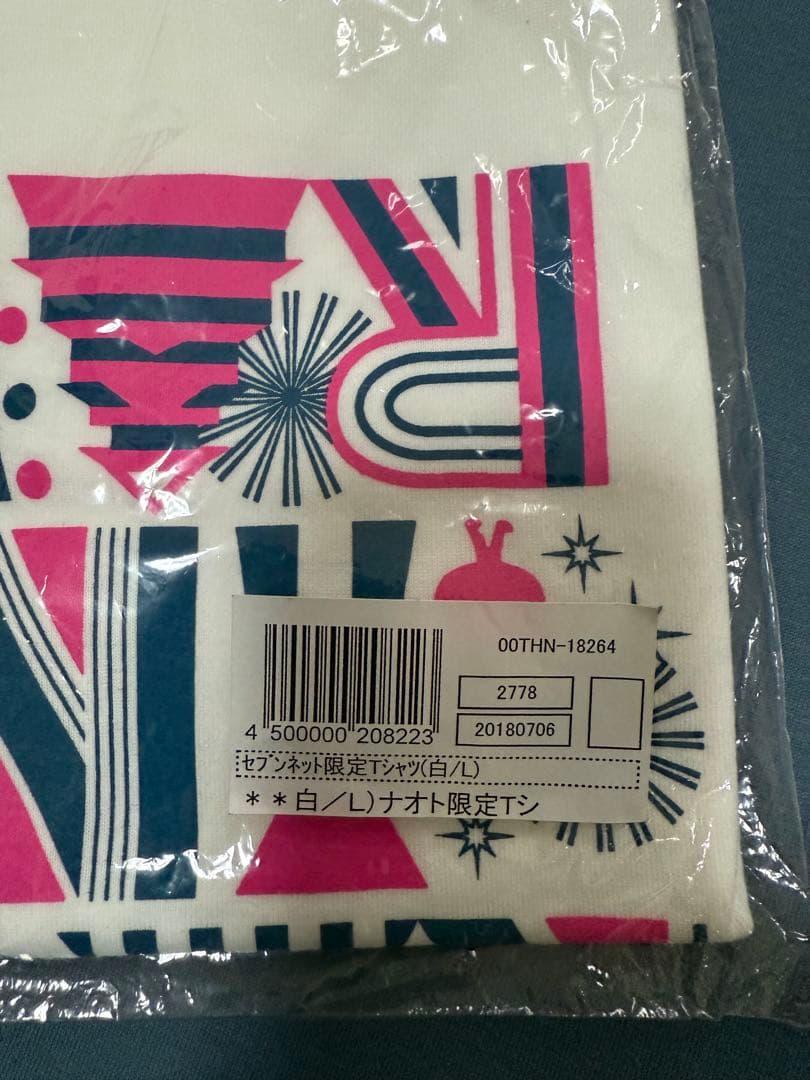 00THN-18264
2778
20180706
4 500000 208223
セブンネット限定Tシャツ(白/L)
＊＊白／L)ナオト限定Tシ